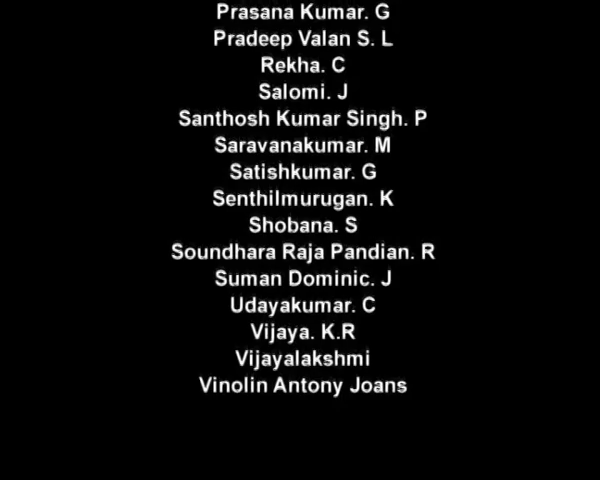 Prasana Kumar. G
Pradeep Valan S. L
Rekha. C
Salomi. J
Santhosh Kumar Singh. P
Saravanakumar. M
Satishkumar. G
Senthilmurugan. K
Shobana. S
Soundhara Raja Pandian. R
Suman Dominic. J
Udayakumar. C
Vijaya. K.R
Vijayalakshmi
Vinolin Antony Joans